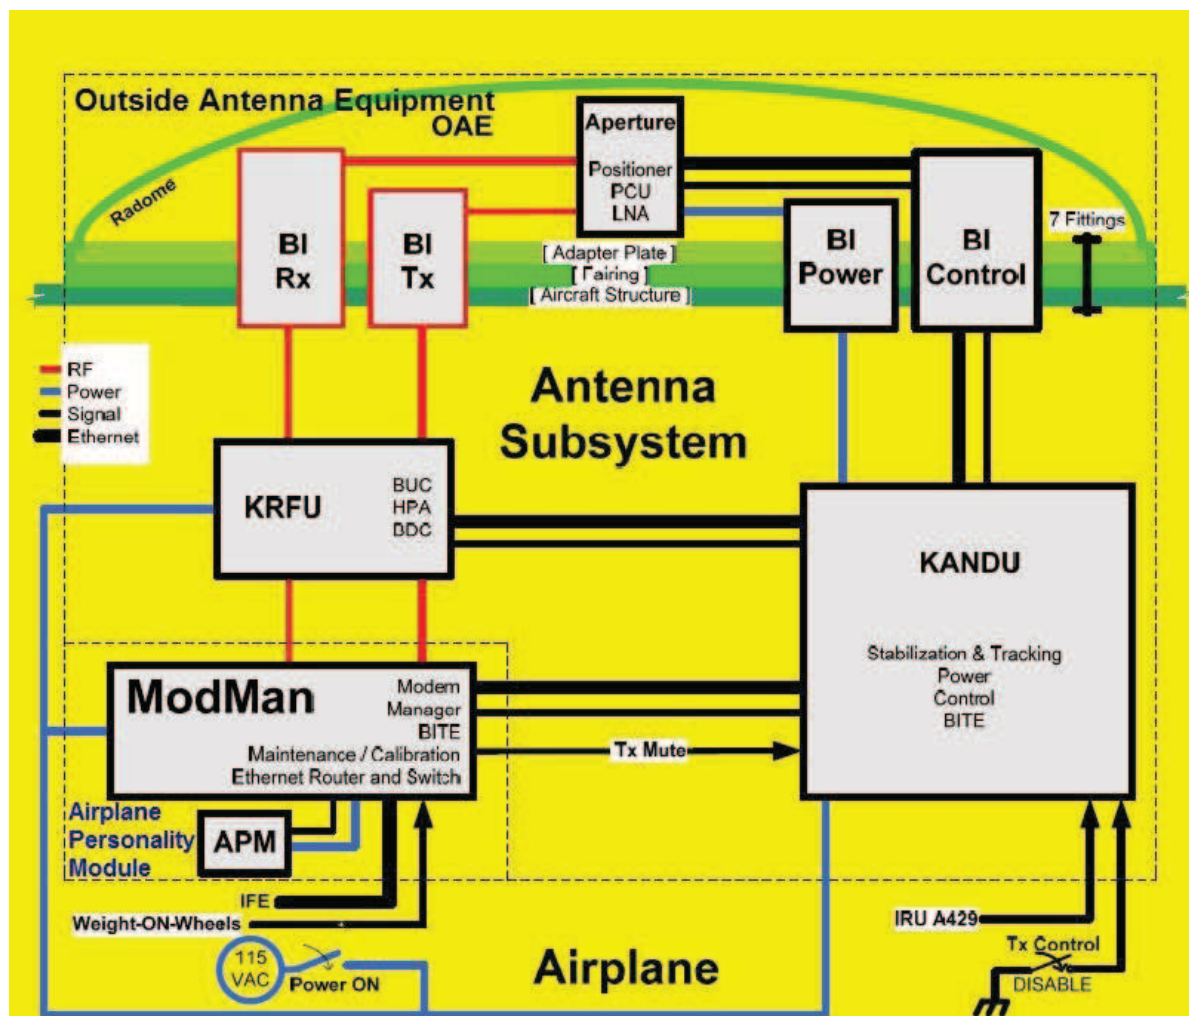 Outside Antenna Equipment
OAE
Radome
Aperture
Positioner
PCU
LNA
BI
Rx
BI
Tx
BI
Power
BI
Control
7 Fittings
[ Adapter Plate ]
[ Fairing ]
[ Aircraft Structure ]
RF
Power
Signal
Ethernet
Antenna
Subsystem
KRFU
BUC
HPA
BDC
KANDU
Stabilization & Tracking
Power
Control
BITE
ModMan
Modem
Manager
BITE
Maintenance / Calibration
Ethernet Router and Switch
Tx Mute
Airplane
Personality
Module
APM
IFE
Weight-ON-Wheels
115
VAC
Power ON
Airplane
IRU A429
Tx Control
DISABLE